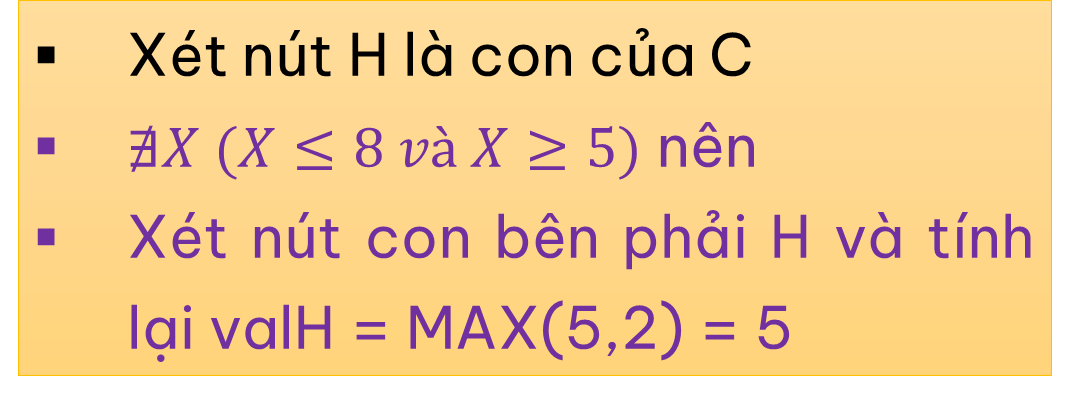 ▪ Xét nút H là con của C
▪ ∄X (X ≤ 8 và X ≥ 5) nên
▪ Xét nút con bên phải H và tính
lại valH = MAX(5,2) = 5